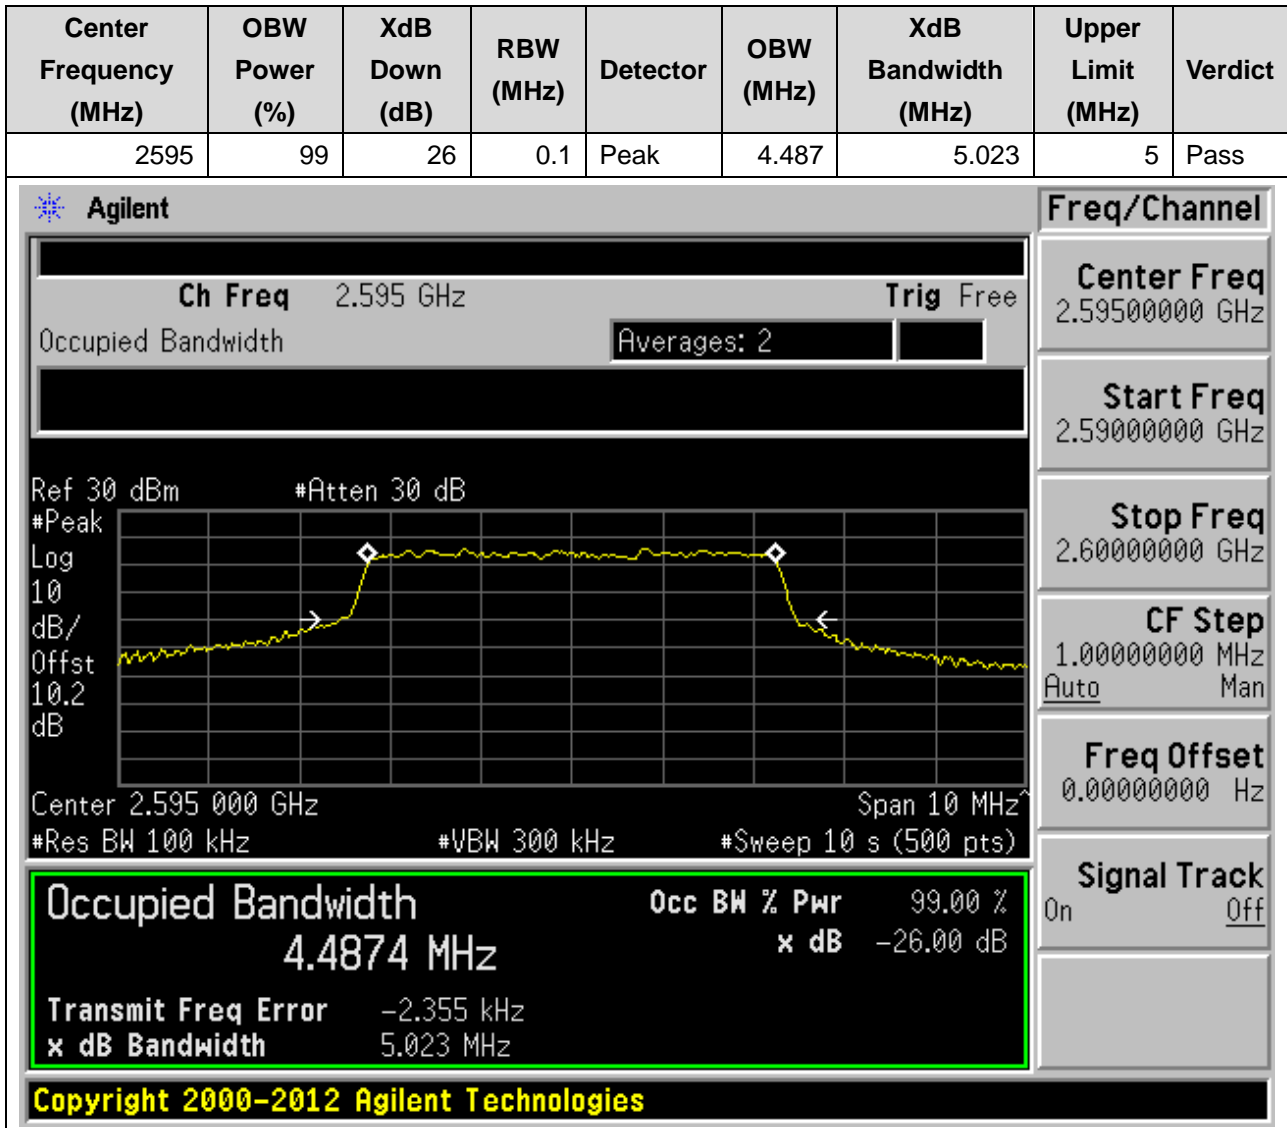 Center Frequency (MHz) OBW Power (%) XdB Down (dB) RBW (MHz) Detector OBW (MHz) XdB Bandwidth (MHz) Upper Limit (MHz) Verdict
2595 99 26 0.1 Peak 4.487 5.023 5 Pass
Agilent
Freq/Channel
Ch Freq 2.595 GHz Trig Free
Occupied Bandwidth Averages: 2
Center Freq
2.59500000 GHz
Start Freq
2.59000000 GHz
Stop Freq
2.60000000 GHz
CF Step
1.00000000 MHz
Auto Man
Freq Offset
0.00000000 Hz
Signal Track
On Off
Ref 30 dBm #Atten 30 dB
#Peak
Log
10
dB/
Offst
10.2
dB
Center 2.595 000 GHz Span 10 MHz^
#Res BW 100 kHz #VBW 300 kHz #Sweep 10 s (500 pts)
Occupied Bandwidth Occ BW % Pwr 99.00 %
4.4874 MHz x dB -26.00 dB
Transmit Freq Error -2.355 kHz
x dB Bandwidth 5.023 MHz
Copyright 2000-2012 Agilent Technologies